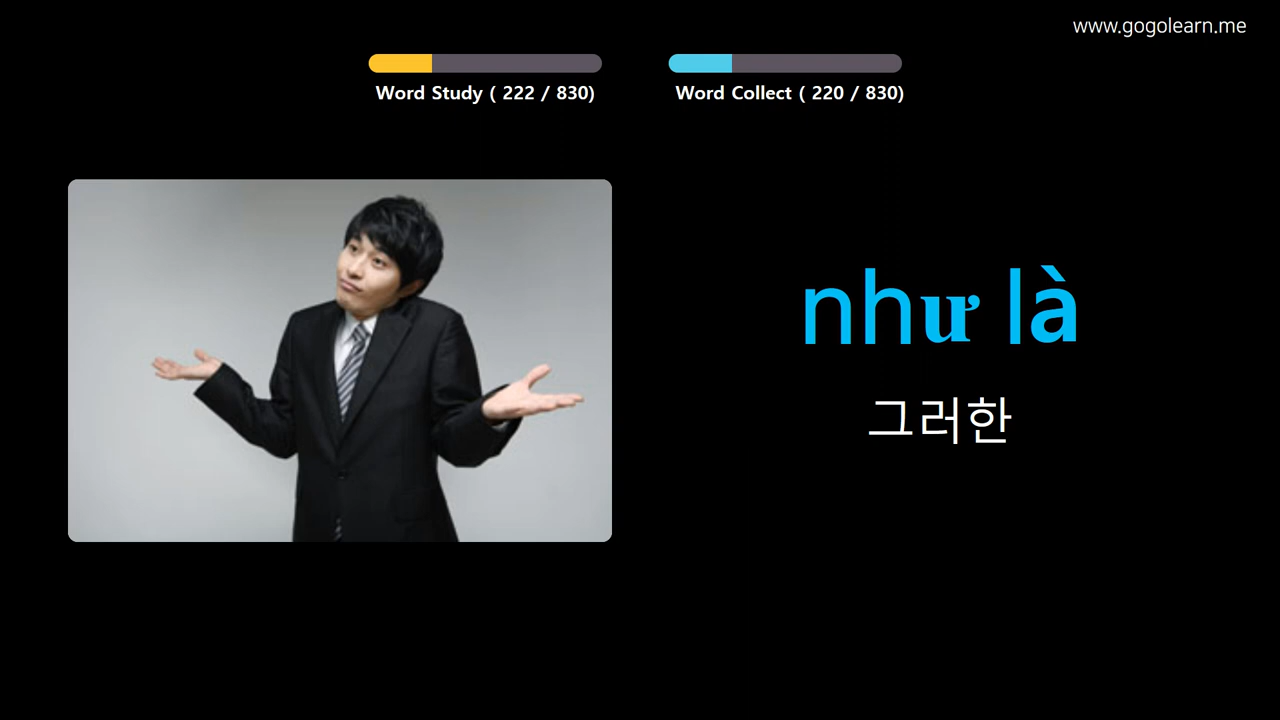 www.gogolearn.me
Word Study ( 222 / 830)
Word Collect ( 220 / 830)
như là
그러한